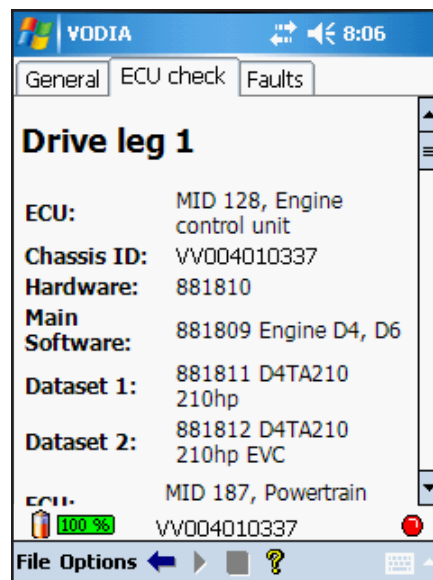 VODIA 8:06
General ECU check Faults
Drive leg 1
ECU: MID 128, Engine
control unit
Chassis ID: VV004010337
Hardware: 881810
Main
Software: 881809 Engine D4, D6
Dataset 1: 881811 D4TA210
210hp
Dataset 2: 881812 D4TA210
210hp EVC
ECU: MID 187, Powertrain
100 % VV004010337
File Options ?